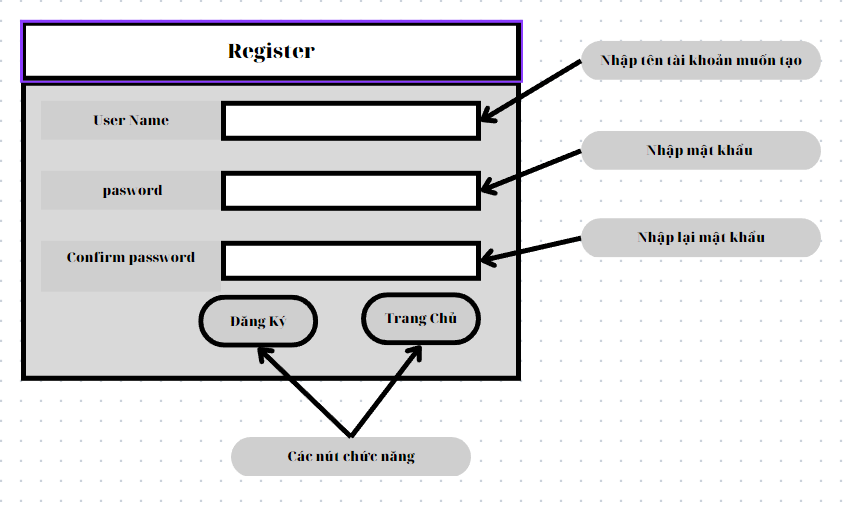 Register
Nhập tên tài khoản muốn tạo
User Name
Nhập mật khẩu
pasword
Nhập lại mật khẩu
Confirm password
Đăng Ký
Trang Chủ
Các nút chức năng